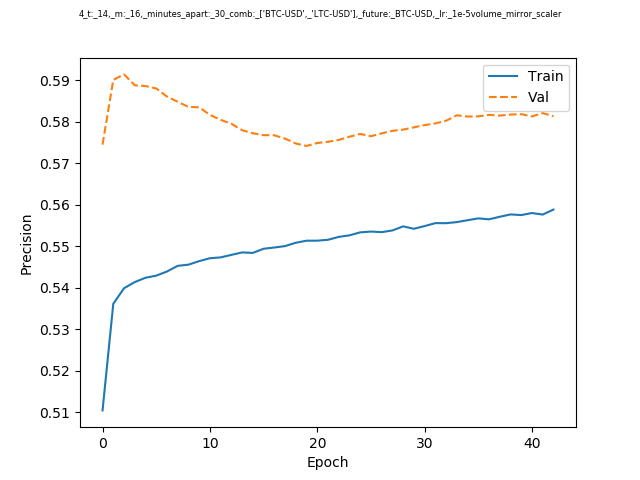 4_t:_14,_m:_16,_minutes_apart:_30_comb:_['BTC-USD',_'LTC-USD'],_future:_BTC-USD,_lr:_1e-5volume_mirror_scaler
Train
Val
0.59
0.58
0.57
0.56
0.55
0.54
0.53
0.52
0.51
Precision
0
10
20
30
40
Epoch